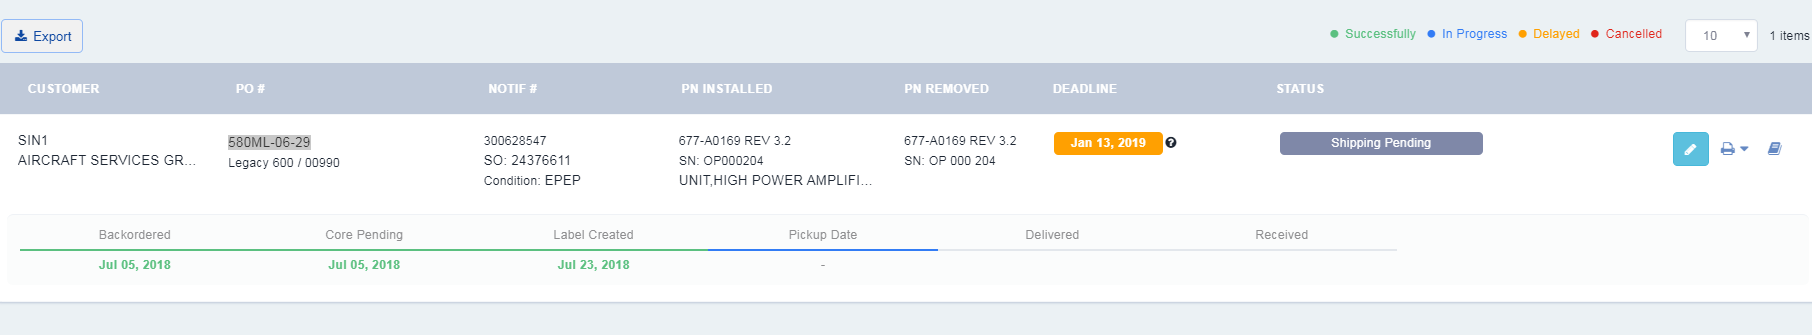 Export
Successfully In Progress Delayed Cancelled 10 1 items
CUSTOMER PO # NOTIF # PN INSTALLED PN REMOVED DEADLINE STATUS
SIN1 580ML-06-29 300628547 677-A0169 REV 3.2 677-A0169 REV 3.2 Jan 13, 2019 Shipping Pending
AIRCRAFT SERVICES GR... Legacy 600 / 00990 SO: 24376611 SN: OP000204 SN: OP 000 204
Condition: EPEP UNIT,HIGH POWER AMPLIFI...
Backordered Core Pending Label Created Pickup Date Delivered Received
Jul 05, 2018 Jul 05, 2018 Jul 23, 2018 -